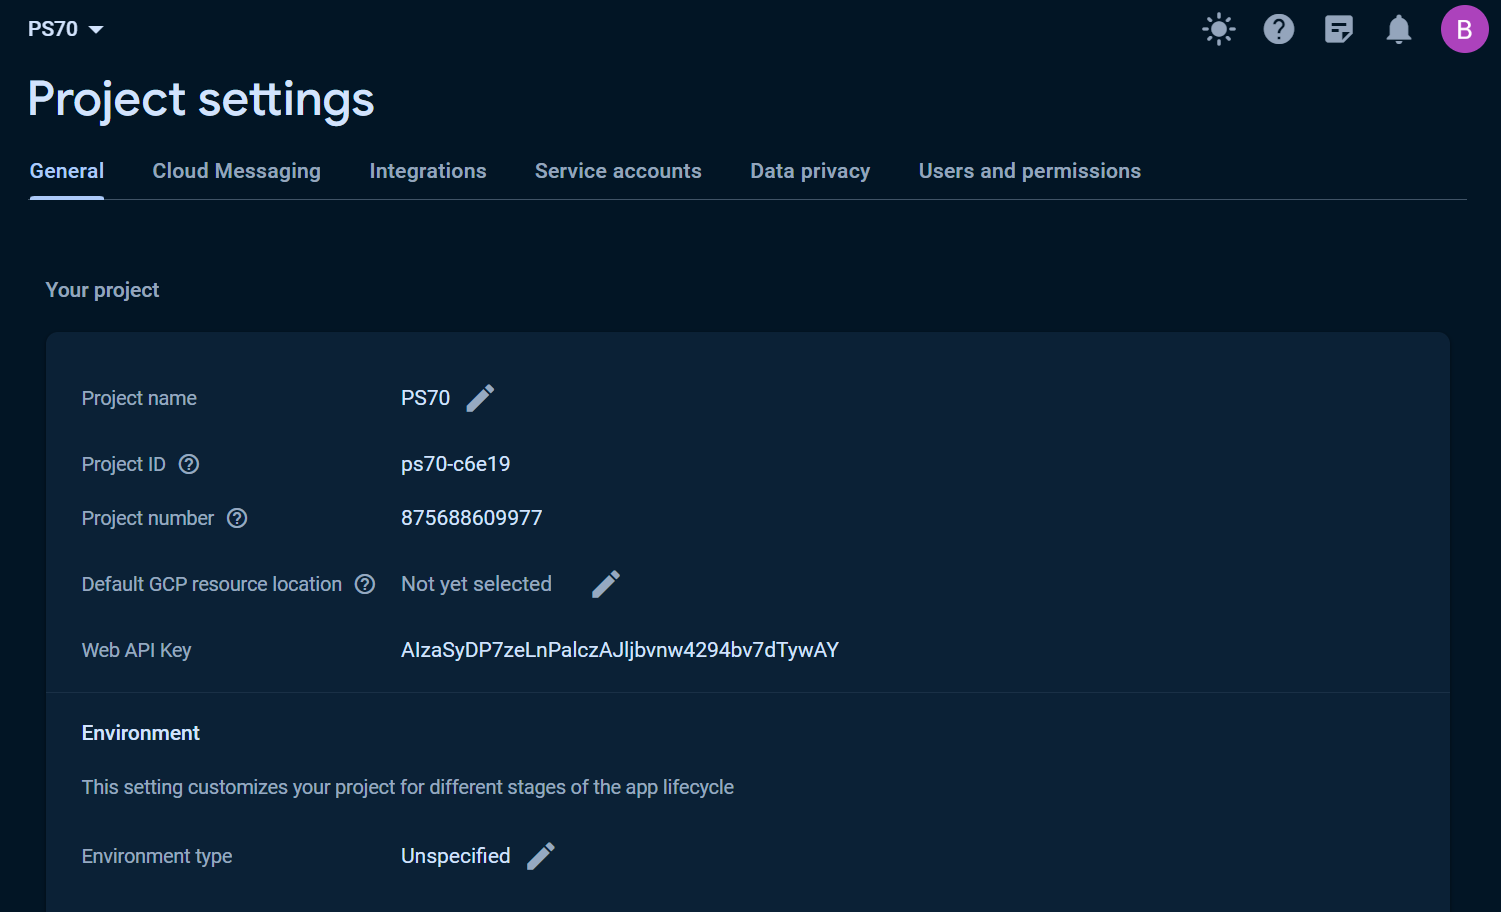 PS70
B
Project settings
General Cloud Messaging Integrations Service accounts Data privacy Users and permissions
Your project
Project name PS70
Project ID ps70-c6e19
Project number 875688609977
Default GCP resource location Not yet selected
Web API Key AIzaSyDP7zeLnPalczAJljbvnw4294bv7dTywAY
Environment
This setting customizes your project for different stages of the app lifecycle
Environment type Unspecified